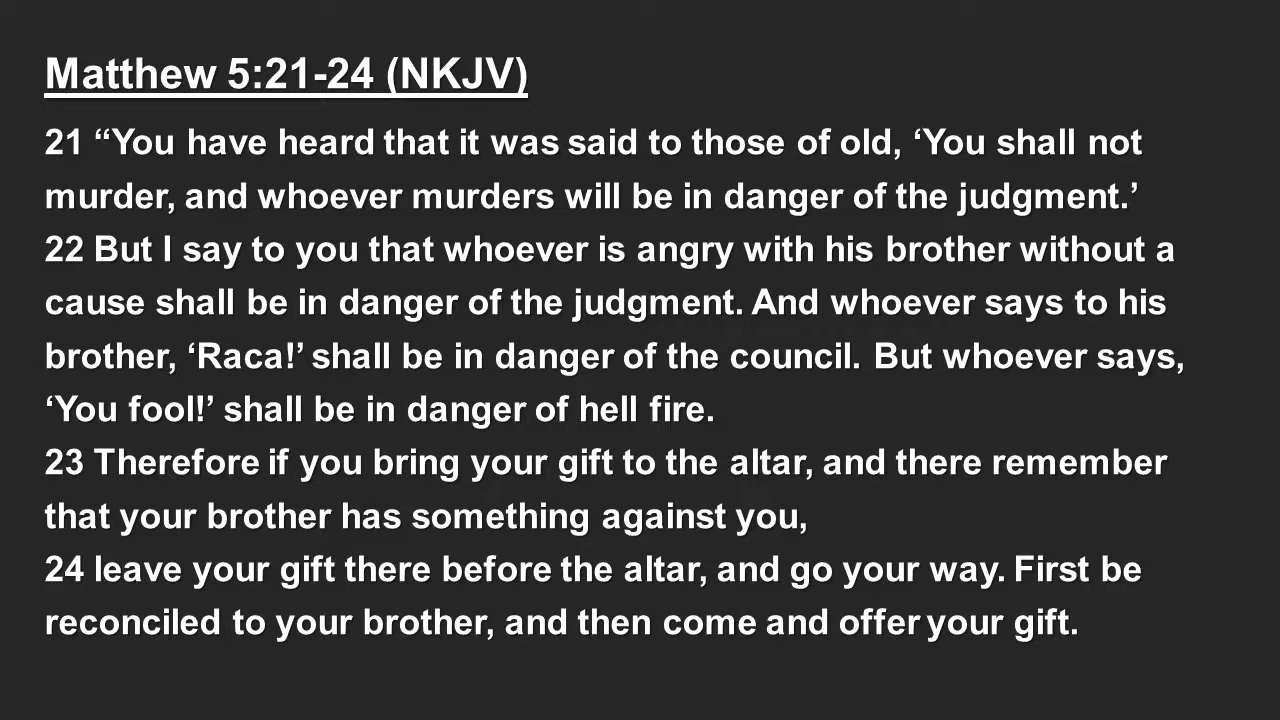 Matthew 5:21-24 (NKJV)
21 “You have heard that it was said to those of old, ‘You shall not
murder, and whoever murders will be in danger of the judgment.’
22 But I say to you that whoever is angry with his brother without a
cause shall be in danger of the judgment. And whoever says to his
brother, ‘Raca!’ shall be in danger of the council. But whoever says,
‘You fool!’ shall be in danger of hell fire.
23 Therefore if you bring your gift to the altar, and there remember
that your brother has something against you,
24 leave your gift there before the altar, and go your way. First be
reconciled to your brother, and then come and offer your gift.